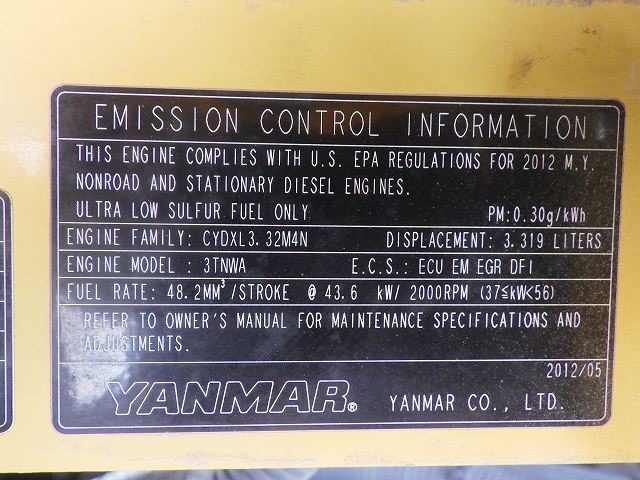 EMISSION CONTROL INFORMATION
THIS ENGINE COMPLIES WITH U.S. EPA REGULATIONS FOR 2012 M.Y.
NONROAD AND STATIONARY DIESEL ENGINES.
ULTRA LOW SULFUR FUEL ONLY PM:0.30g/kWh
ENGINE FAMILY: CYDXL3.32M4N DISPLACEMENT: 3.319 LITERS
ENGINE MODEL : 3TNWA E.C.S.: ECU EM EGR DFI
FUEL RATE: 48.2MM³/STROKE @ 43.6 kW/ 2000RPM (37≦kW<56)
REFER TO OWNER'S MANUAL FOR MAINTENANCE SPECIFICATIONS AND
ADJUSTMENTS.
2012/05
YANMAR® YANMAR CO., LTD.